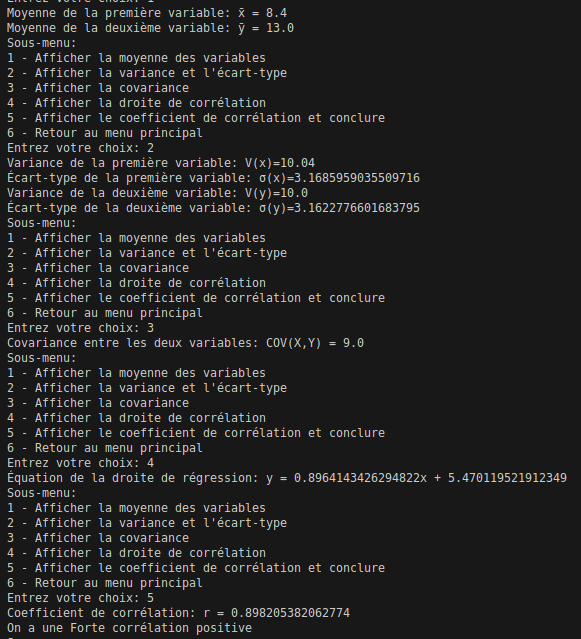 Entrez votre choix: 1
Moyenne de la première variable: x̄ = 8.4
Moyenne de la deuxième variable: ȳ = 13.0
Sous-menu:
1 - Afficher la moyenne des variables
2 - Afficher la variance et l'écart-type
3 - Afficher la covariance
4 - Afficher la droite de corrélation
5 - Afficher le coefficient de corrélation et conclure
6 - Retour au menu principal
Entrez votre choix: 2
Variance de la première variable: V(x)=10.04
Écart-type de la première variable: σ(x)=3.1685959035509716
Variance de la deuxième variable: V(y)=10.0
Écart-type de la deuxième variable: σ(y)=3.1622776601683795
Sous-menu:
1 - Afficher la moyenne des variables
2 - Afficher la variance et l'écart-type
3 - Afficher la covariance
4 - Afficher la droite de corrélation
5 - Afficher le coefficient de corrélation et conclure
6 - Retour au menu principal
Entrez votre choix: 3
Covariance entre les deux variables: COV(X,Y) = 9.0
Sous-menu:
1 - Afficher la moyenne des variables
2 - Afficher la variance et l'écart-type
3 - Afficher la covariance
4 - Afficher la droite de corrélation
5 - Afficher le coefficient de corrélation et conclure
6 - Retour au menu principal
Entrez votre choix: 4
Équation de la droite de régression: y = 0.8964143426294822x + 5.470119521912349
Sous-menu:
1 - Afficher la moyenne des variables
2 - Afficher la variance et l'écart-type
3 - Afficher la covariance
4 - Afficher la droite de corrélation
5 - Afficher le coefficient de corrélation et conclure
6 - Retour au menu principal
Entrez votre choix: 5
Coefficient de corrélation: r = 0.898205382062774
On a une Forte corrélation positive